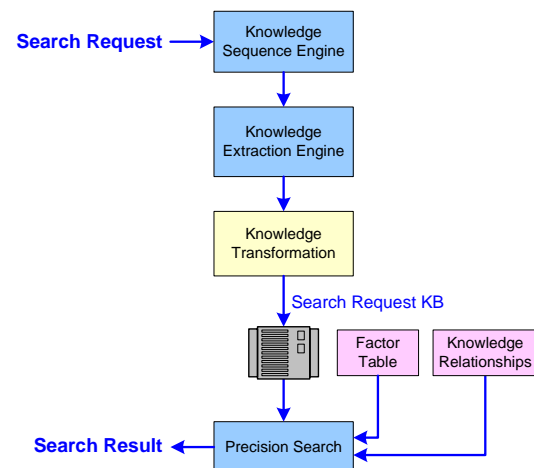 Search Request
Knowledge
Sequence Engine
Knowledge
Extraction Engine
Knowledge
Transformation
Search Request KB
Factor
Table
Knowledge
Relationships
Search Result
Precision Search